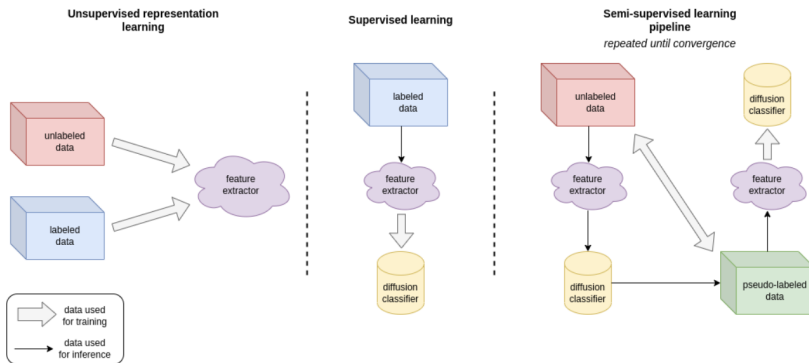 Unsupervised representation
learning
unlabeled
data
labeled
data
feature
extractor
data used
for training
data used
for inference
Supervised learning
labeled
data
feature
extractor
diffusion
classifier
Semi-supervised learning
pipeline
repeated until convergence
unlabeled
data
feature
extractor
diffusion
classifier
diffusion
classifier
feature
extractor
pseudo-labeled
data